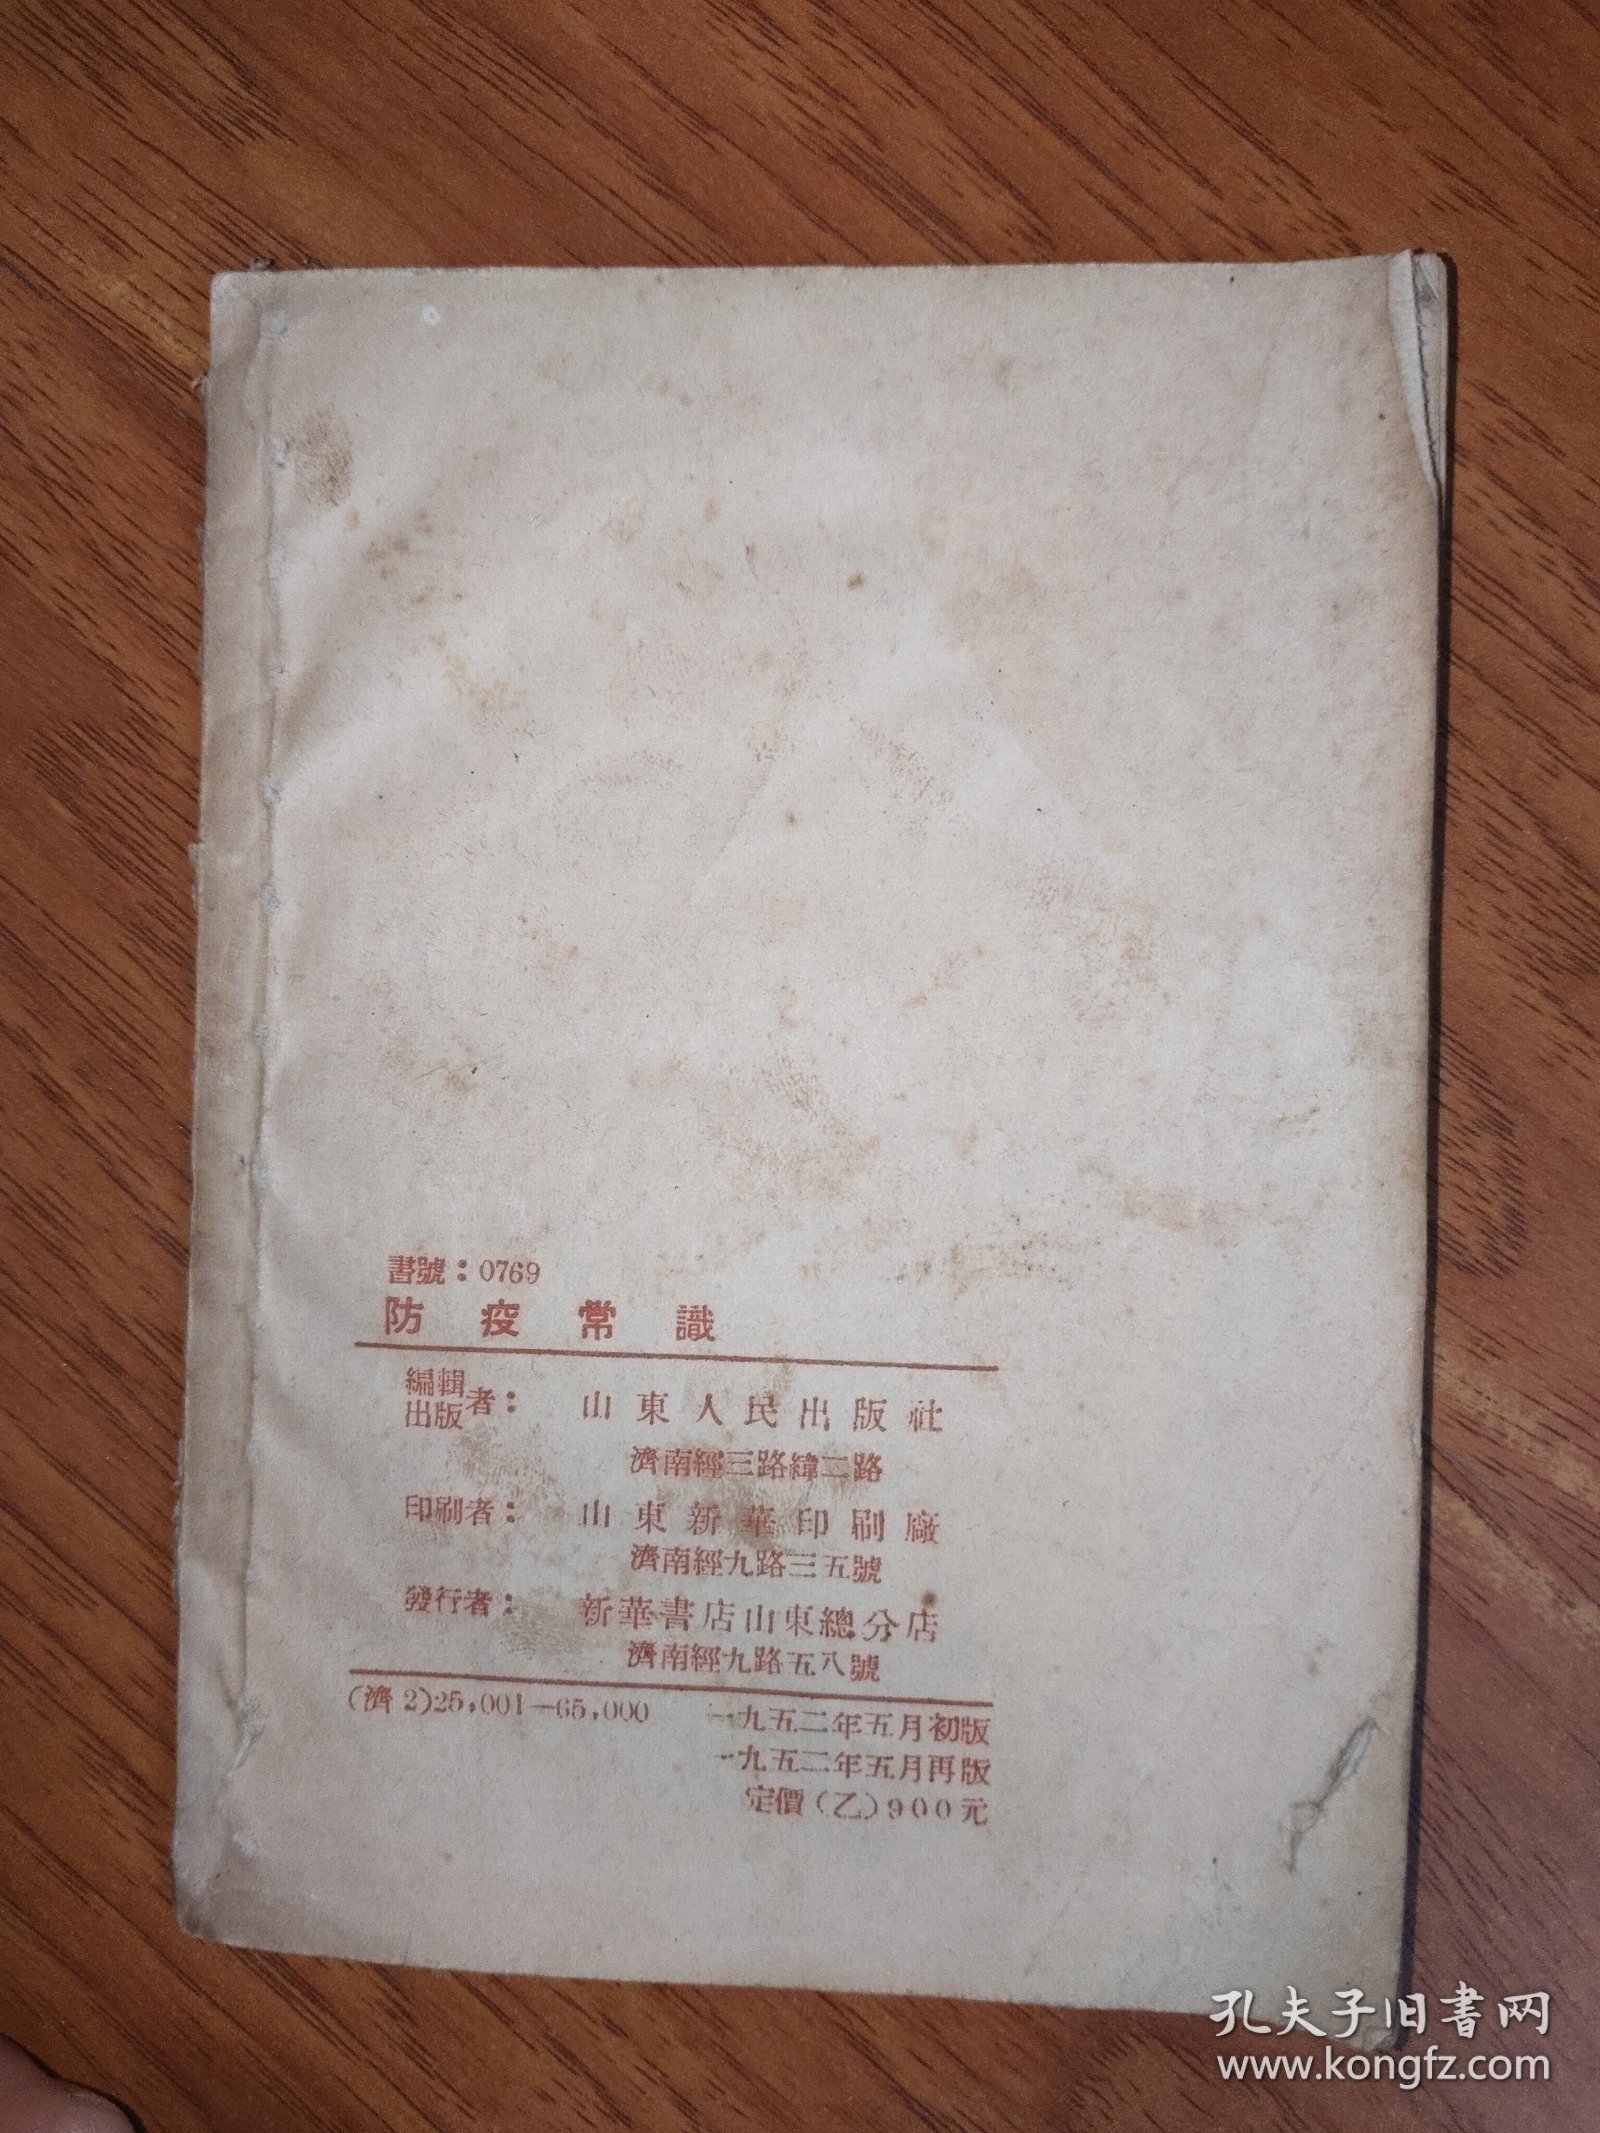 書號：0769
防疫常識
編輯
出版者： 山東人民出版社
濟南經三路緯二路
印刷者： 山東新華印刷廠
濟南經九路三五號
發行者： 新華書店山東總分店
濟南經九路五八號
(濟2)25,001—65,000 一九五二年五月初版
一九五二年五月再版
定價(乙)900元
孔夫子旧書网
www.kongfz.com